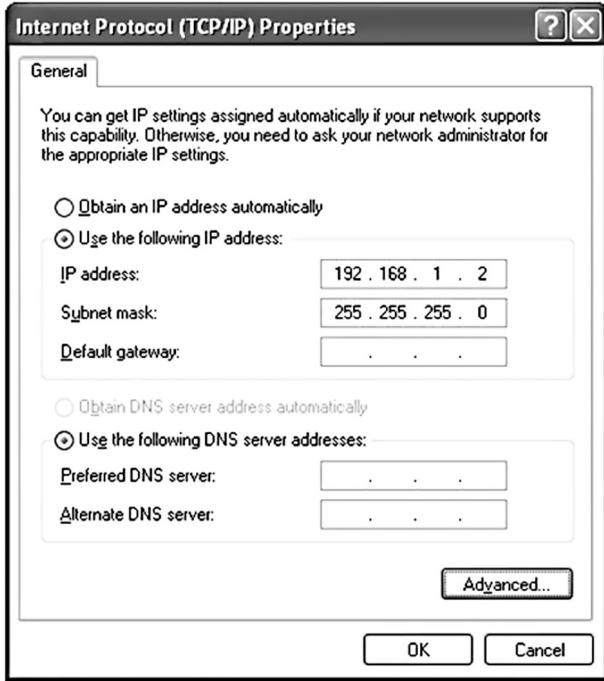 Internet Protocol (TCP/IP) Properties
General
You can get IP settings assigned automatically if your network supports
this capability. Otherwise, you need to ask your network administrator for
the appropriate IP settings.
Obtain an IP address automatically
Use the following IP address:
IP address: 192 . 168 . 1 . 2
Subnet mask: 255 . 255 . 255 . 0
Default gateway: . . .
Obtain DNS server address automatically
Use the following DNS server addresses:
Preferred DNS server: . . .
Alternate DNS server: . . .
Advanced...
OK Cancel